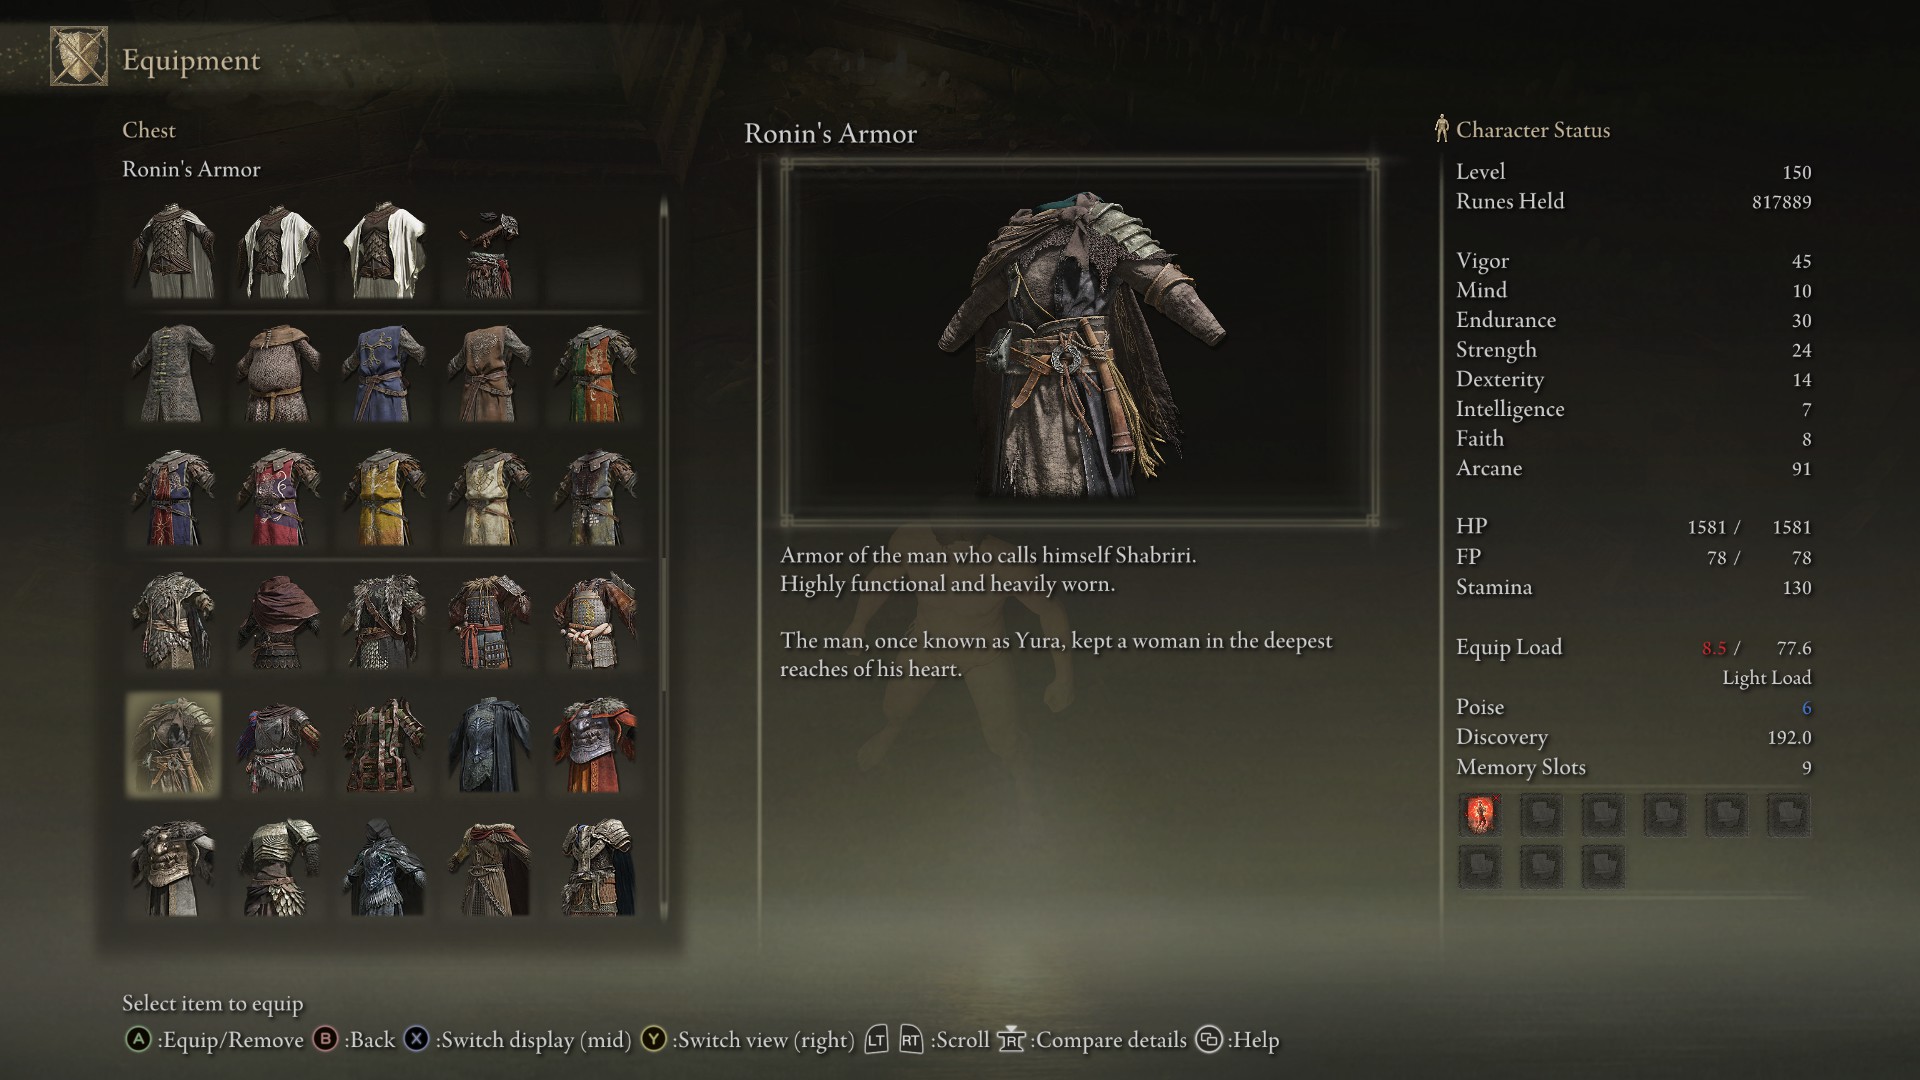 Equipment
Chest
Ronin's Armor
Ronin's Armor
Armor of the man who calls himself Shabriri.
Highly functional and heavily worn.
The man, once known as Yura, kept a woman in the deepest
reaches of his heart.
Character Status
Level 150
Runes Held 817889
Vigor 45
Mind 10
Endurance 30
Strength 24
Dexterity 14
Intelligence 7
Faith 8
Arcane 91
HP 1581 / 1581
FP 78 / 78
Stamina 130
Equip Load 8.5 / 77.6
Light Load
Poise 6
Discovery 192.0
Memory Slots 9
Select item to equip
A :Equip/Remove B :Back X :Switch display (mid) Y :Switch view (right) LT RT :Scroll R :Compare details :Help